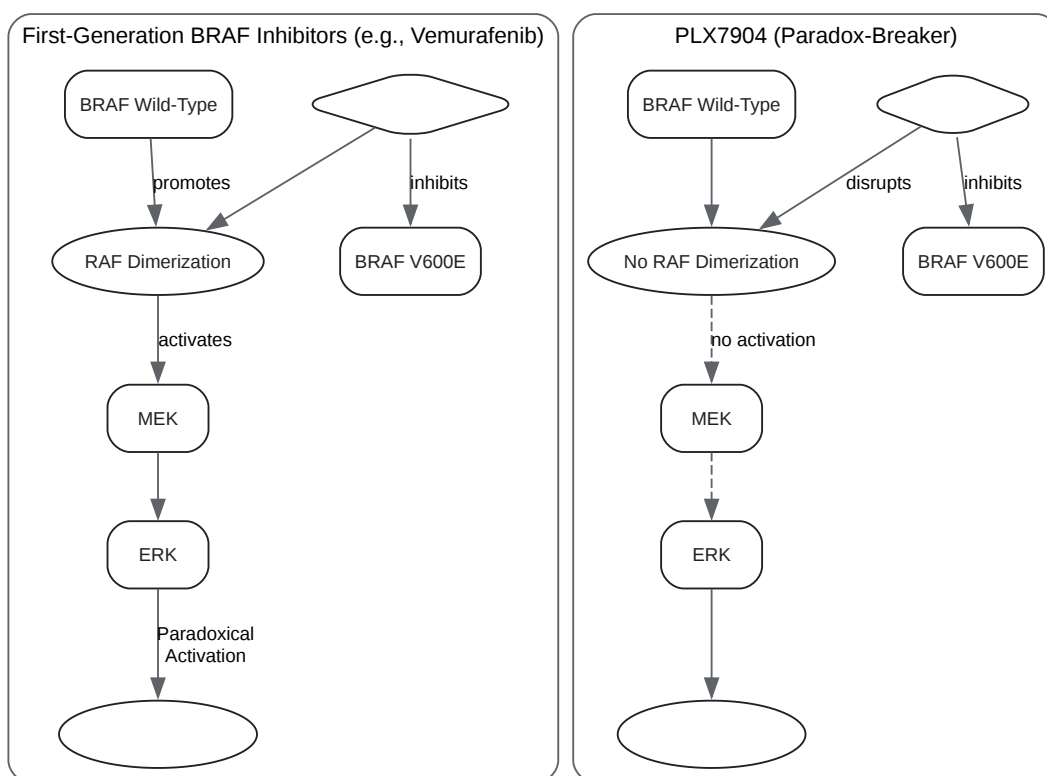 First-Generation BRAF Inhibitors (e.g., Vemurafenib)
BRAF Wild-Type
promotes
inhibits
RAF Dimerization
BRAF V600E
activates
MEK
ERK
Paradoxical
Activation
PLX7904 (Paradox-Breaker)
BRAF Wild-Type
disrupts
inhibits
No RAF Dimerization
BRAF V600E
no activation
MEK
ERK